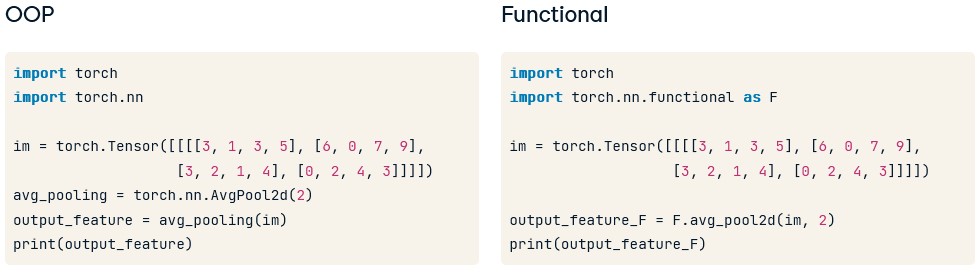 OOP
import torch
import torch.nn
im = torch.Tensor([[[[3, 1, 3, 5], [6, 0, 7, 9],
[3, 2, 1, 4], [0, 2, 4, 3]]]])
avg_pooling = torch.nn.AvgPool2d(2)
output_feature = avg_pooling(im)
print(output_feature)
Functional
import torch
import torch.nn.functional as F
im = torch.Tensor([[[[3, 1, 3, 5], [6, 0, 7, 9],
[3, 2, 1, 4], [0, 2, 4, 3]]]])
output_feature_F = F.avg_pool2d(im, 2)
print(output_feature_F)